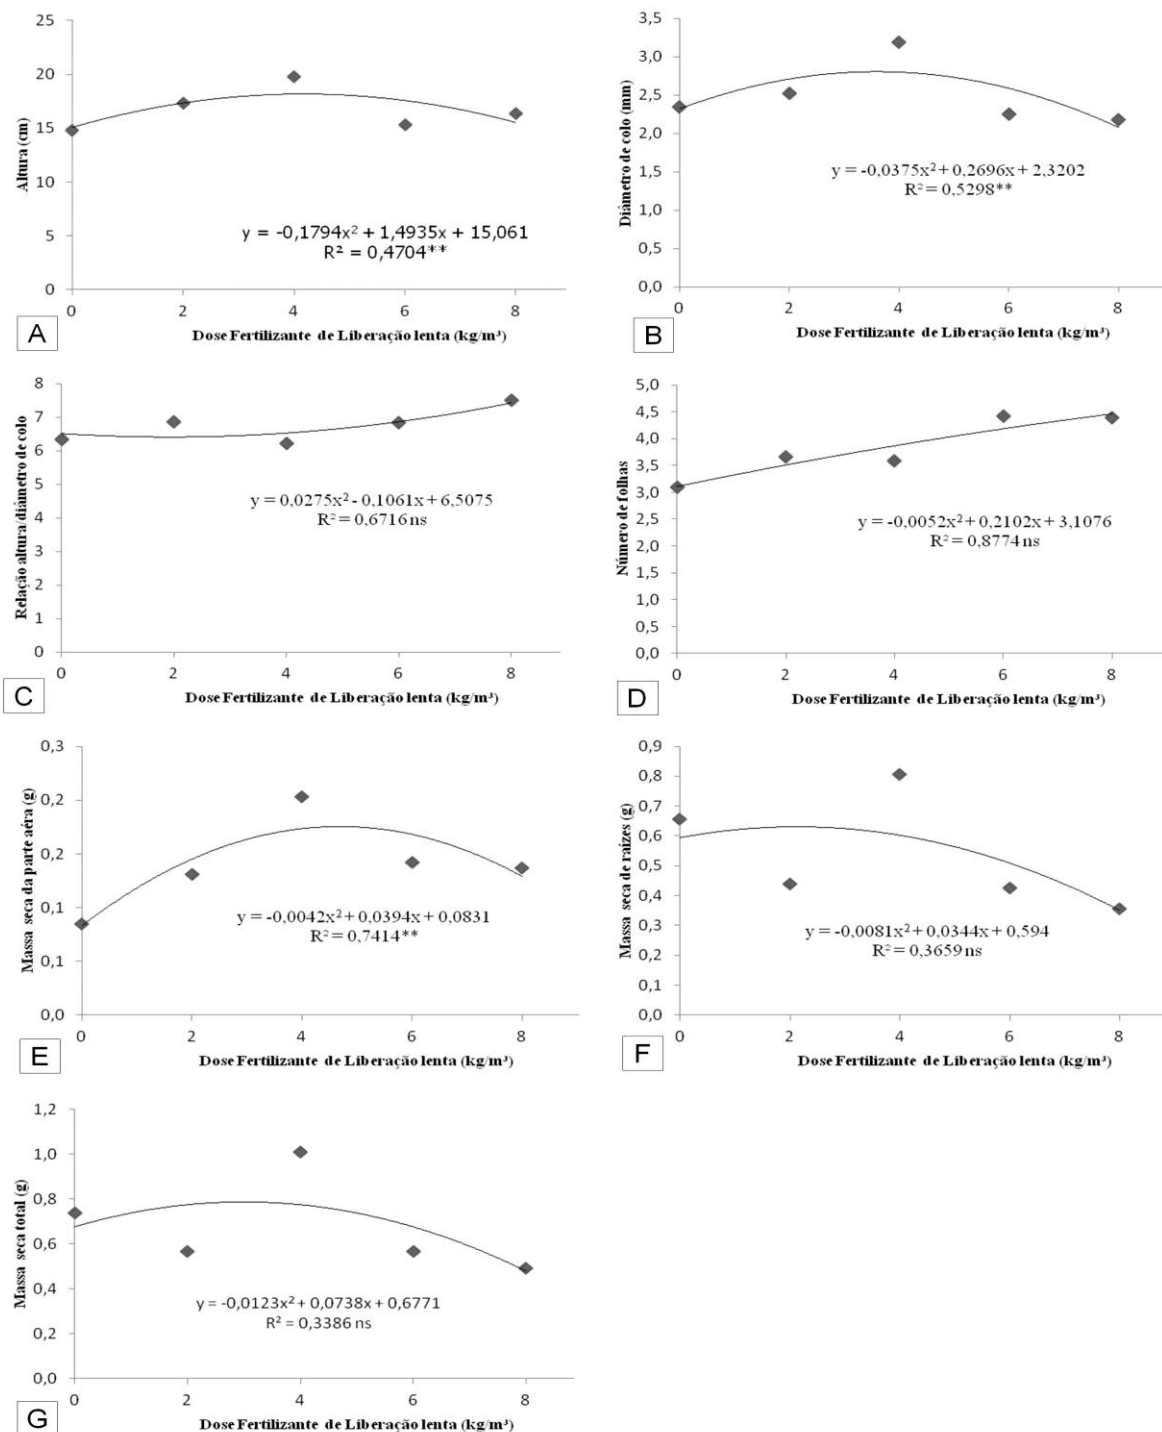 25
20
15
10
5
0
Altura (cm)
y = -0,1794x² + 1,4935x + 15,061
R² = 0,4704**
0 2 4 6 8
Dose Fertilizante de Liberação lenta (kg/m³)
A
3,5
3,0
2,5
2,0
1,5
1,0
0,5
0,0
Diâmetro de colo (mm)
y = -0,0375x² + 0,2696x + 2,3202
R² = 0,5298**
0 2 4 6 8
Dose Fertilizante de Liberação lenta (kg/m³)
B
8
7
6
5
4
3
2
1
0
Relação altura/diâmetro de colo
y = 0,0275x² - 0,1061x + 6,5075
R² = 0,6716 ns
0 2 4 6 8
Dose Fertilizante de Liberação lenta (kg/m³)
C
5,0
4,5
4,0
3,5
3,0
2,5
2,0
1,5
1,0
0,5
0,0
Número de folhas
y = -0,0052x² + 0,2102x + 3,1076
R² = 0,8774 ns
0 2 4 6 8
Dose Fertilizante de Liberação lenta (kg/m³)
D
0,3
0,2
0,2
0,1
0,1
0,0
Massa seca da parte aéra (g)
y = -0,0042x² + 0,0394x + 0,0831
R² = 0,7414**
0 2 4 6 8
Dose Fertilizante de Liberação lenta (kg/m³)
E
0,9
0,8
0,7
0,6
0,5
0,4
0,3
0,2
0,1
0,0
Massa seca de raízes (g)
y = -0,0081x² + 0,0344x + 0,594
R² = 0,3659 ns
0 2 4 6 8
Dose Fertilizante de Liberação lenta (kg/m³)
F
1,2
1,0
0,8
0,6
0,4
0,2
0,0
Massa seca total (g)
y = -0,0123x² + 0,0738x + 0,6771
R² = 0,3386 ns
0 2 4 6 8
Dose Fertilizante de Liberação lenta (kg/m³)
G